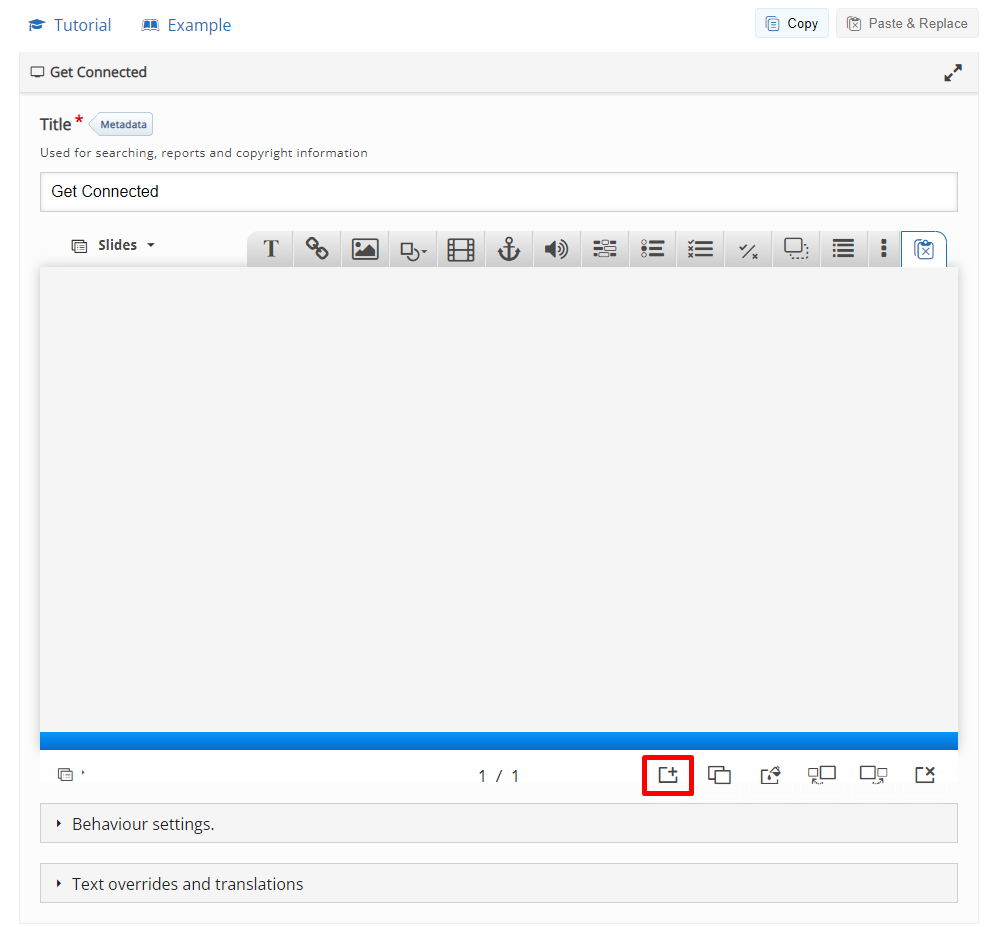 Tutorial Example Copy Paste & Replace
Get Connected
Title * Metadata
Used for searching, reports and copyright information
Get Connected
Slides T
1 / 1
Behaviour settings.
Text overrides and translations